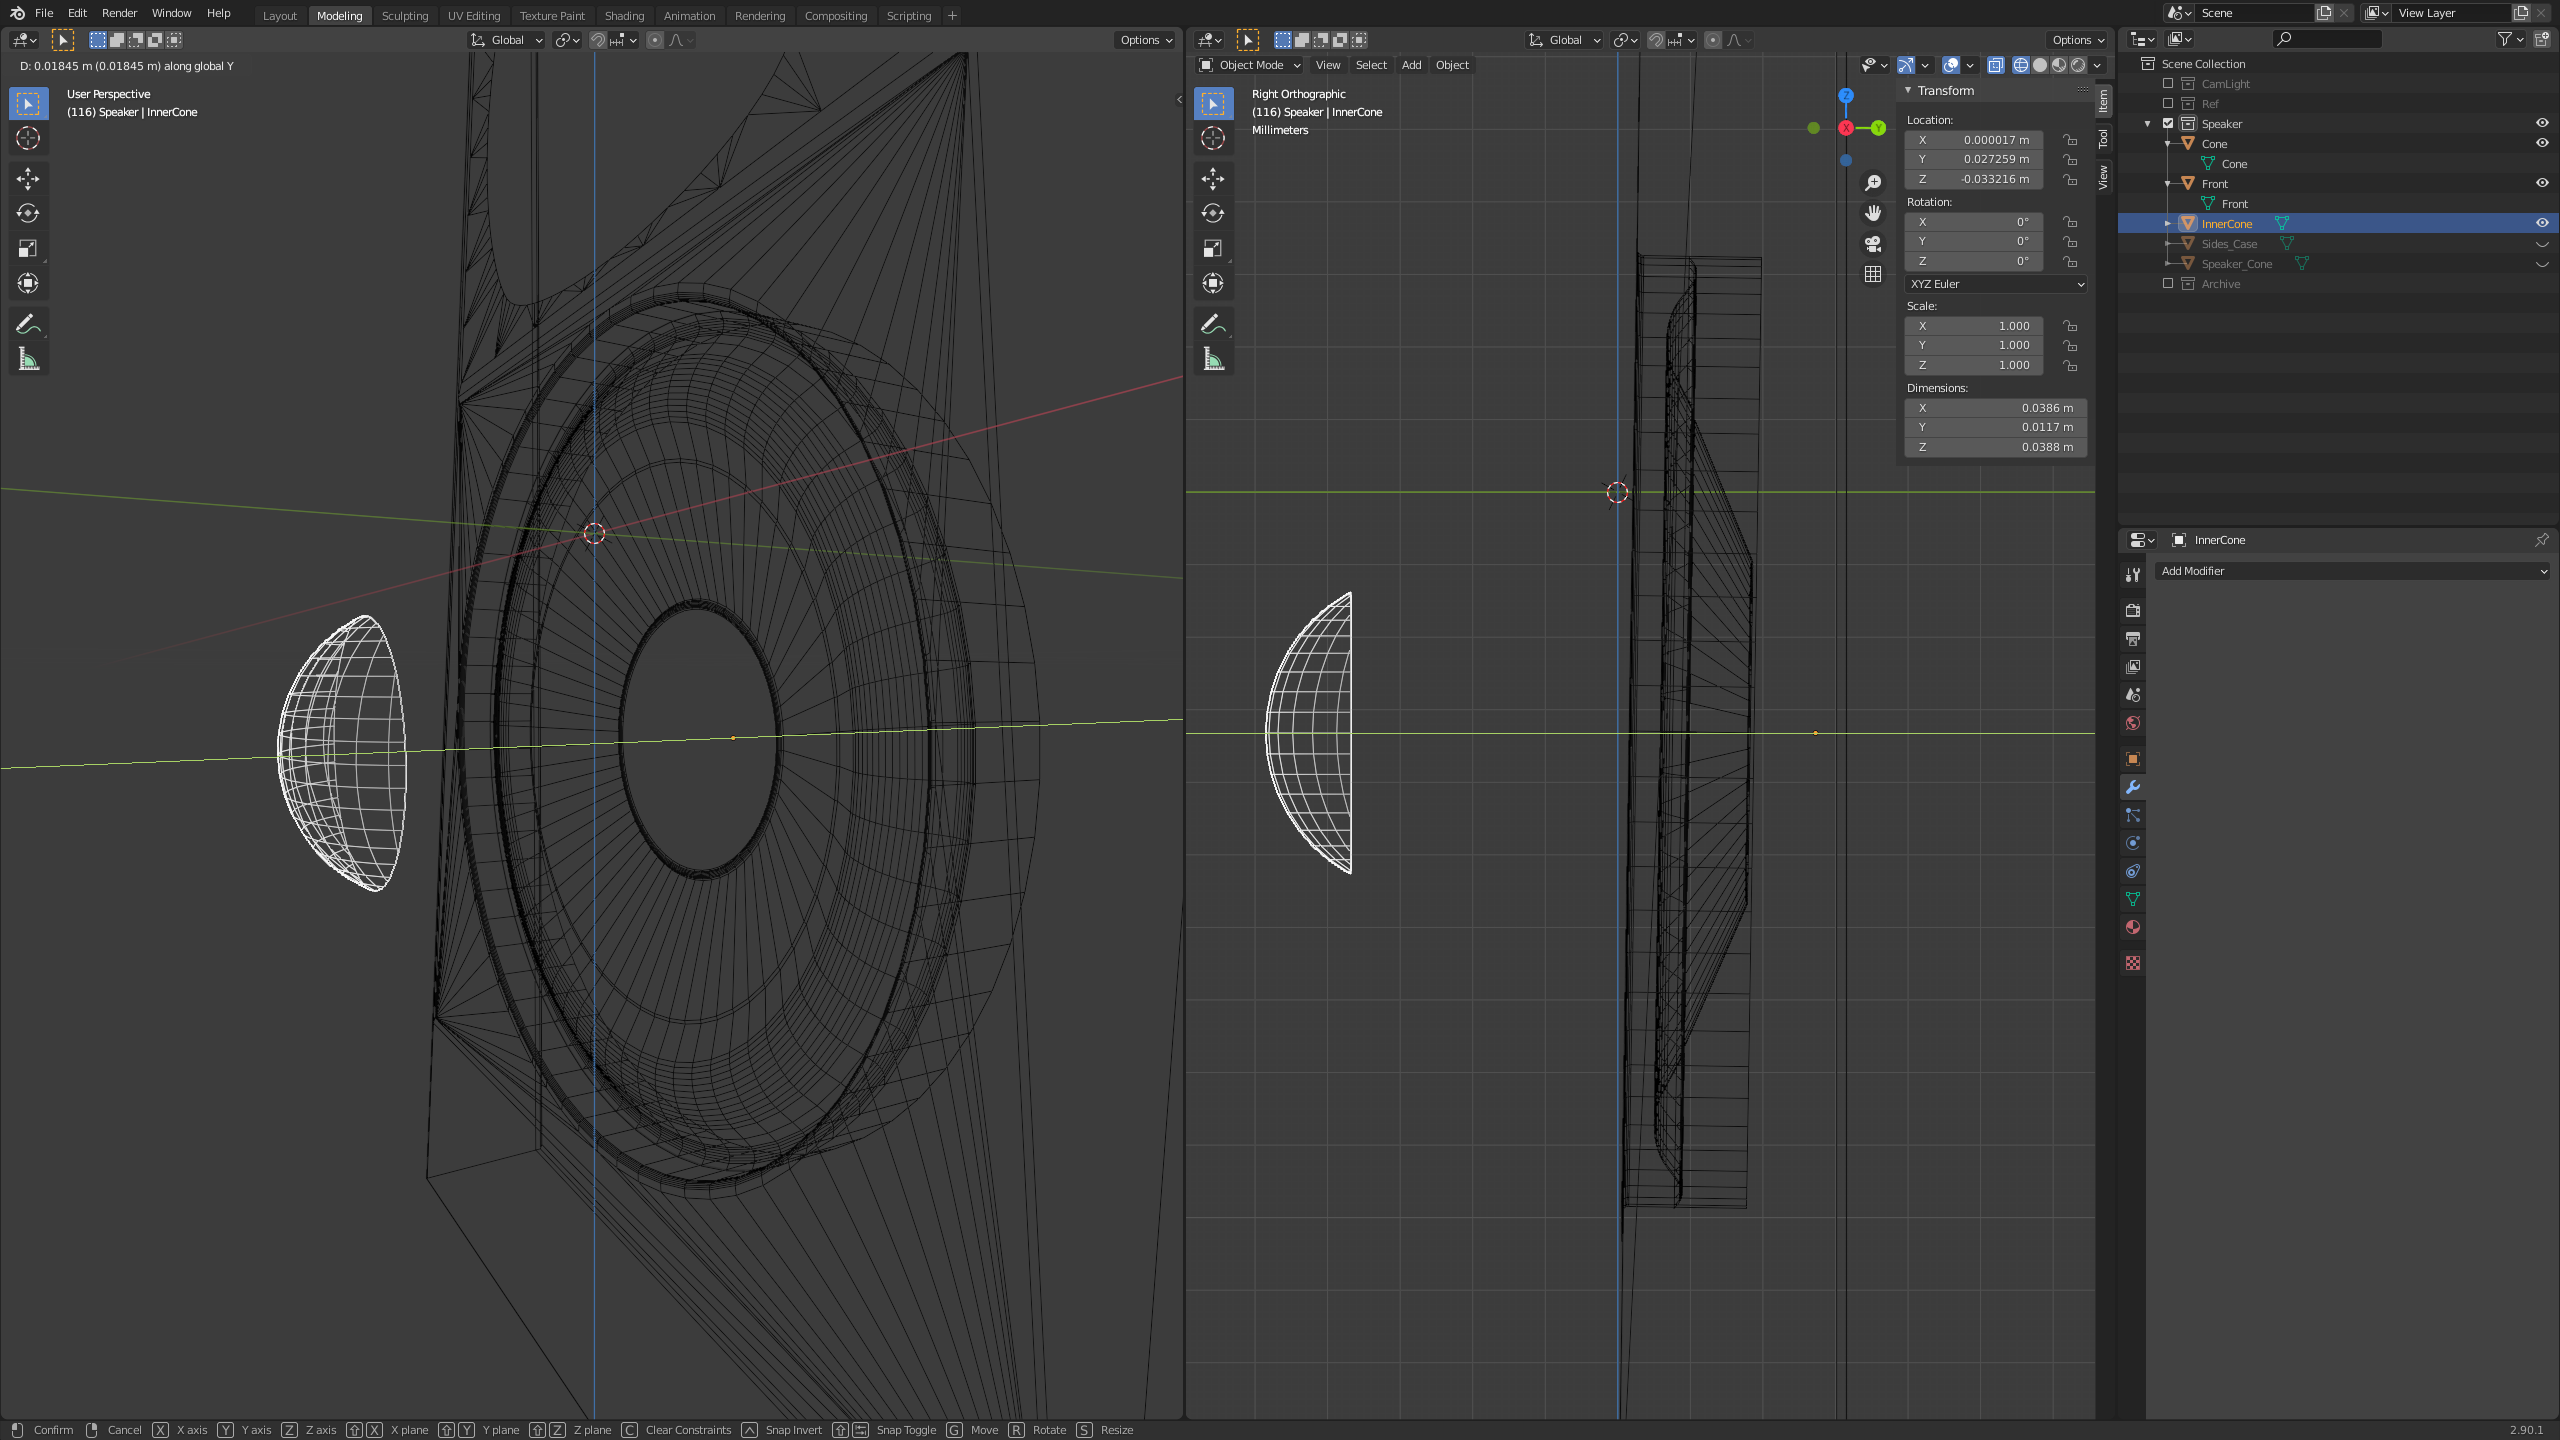 File Edit Render Window Help Layout Modeling Sculpting UV Editing Texture Paint Shading Animation Rendering Compositing Scripting + Scene View Layer
Global Options
D: 0.01845 m (0.01845 m) along global Y
User Perspective
(116) Speaker | InnerCone
Global Options
Object Mode View Select Add Object
Right Orthographic
(116) Speaker | InnerCone
Millimeters
Z
X
Y
Transform
Location:
X 0.000017 m
Y 0.027259 m
Z -0.033216 m
Rotation:
X 0°
Y 0°
Z 0°
XYZ Euler
Scale:
X 1.000
Y 1.000
Z 1.000
Dimensions:
X 0.0386 m
Y 0.0117 m
Z 0.0388 m
Item
Tool
View
Scene Collection
CamLight
Ref
Speaker
Cone
Cone
Front
Front
InnerCone
Sides_Case
Speaker_Cone
Archive
InnerCone
Add Modifier
Confirm Cancel X X axis Y Y axis Z Z axis X X plane Y Y plane Z Z plane C Clear Constraints Snap Invert Snap Toggle G Move R Rotate S Resize 2.90.1